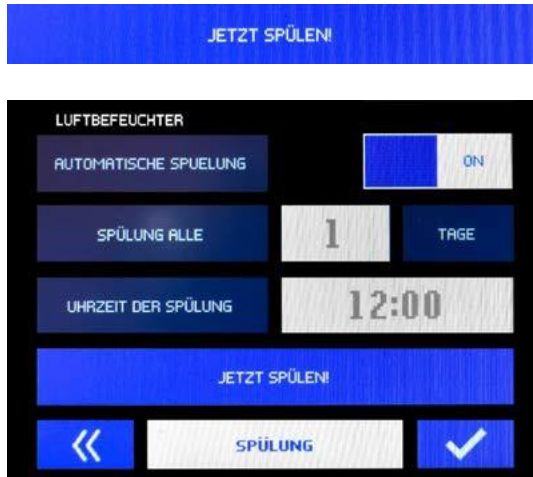 JETZT SPÜLEN!
LUFTBEFEUCHTER
AUTOMATISCHE SPUELUNG
ON
SPÜLUNG ALLE
1
TAGE
UHRZEIT DER SPÜLUNG
12:00
JETZT SPÜLEN!
SPÜLUNG